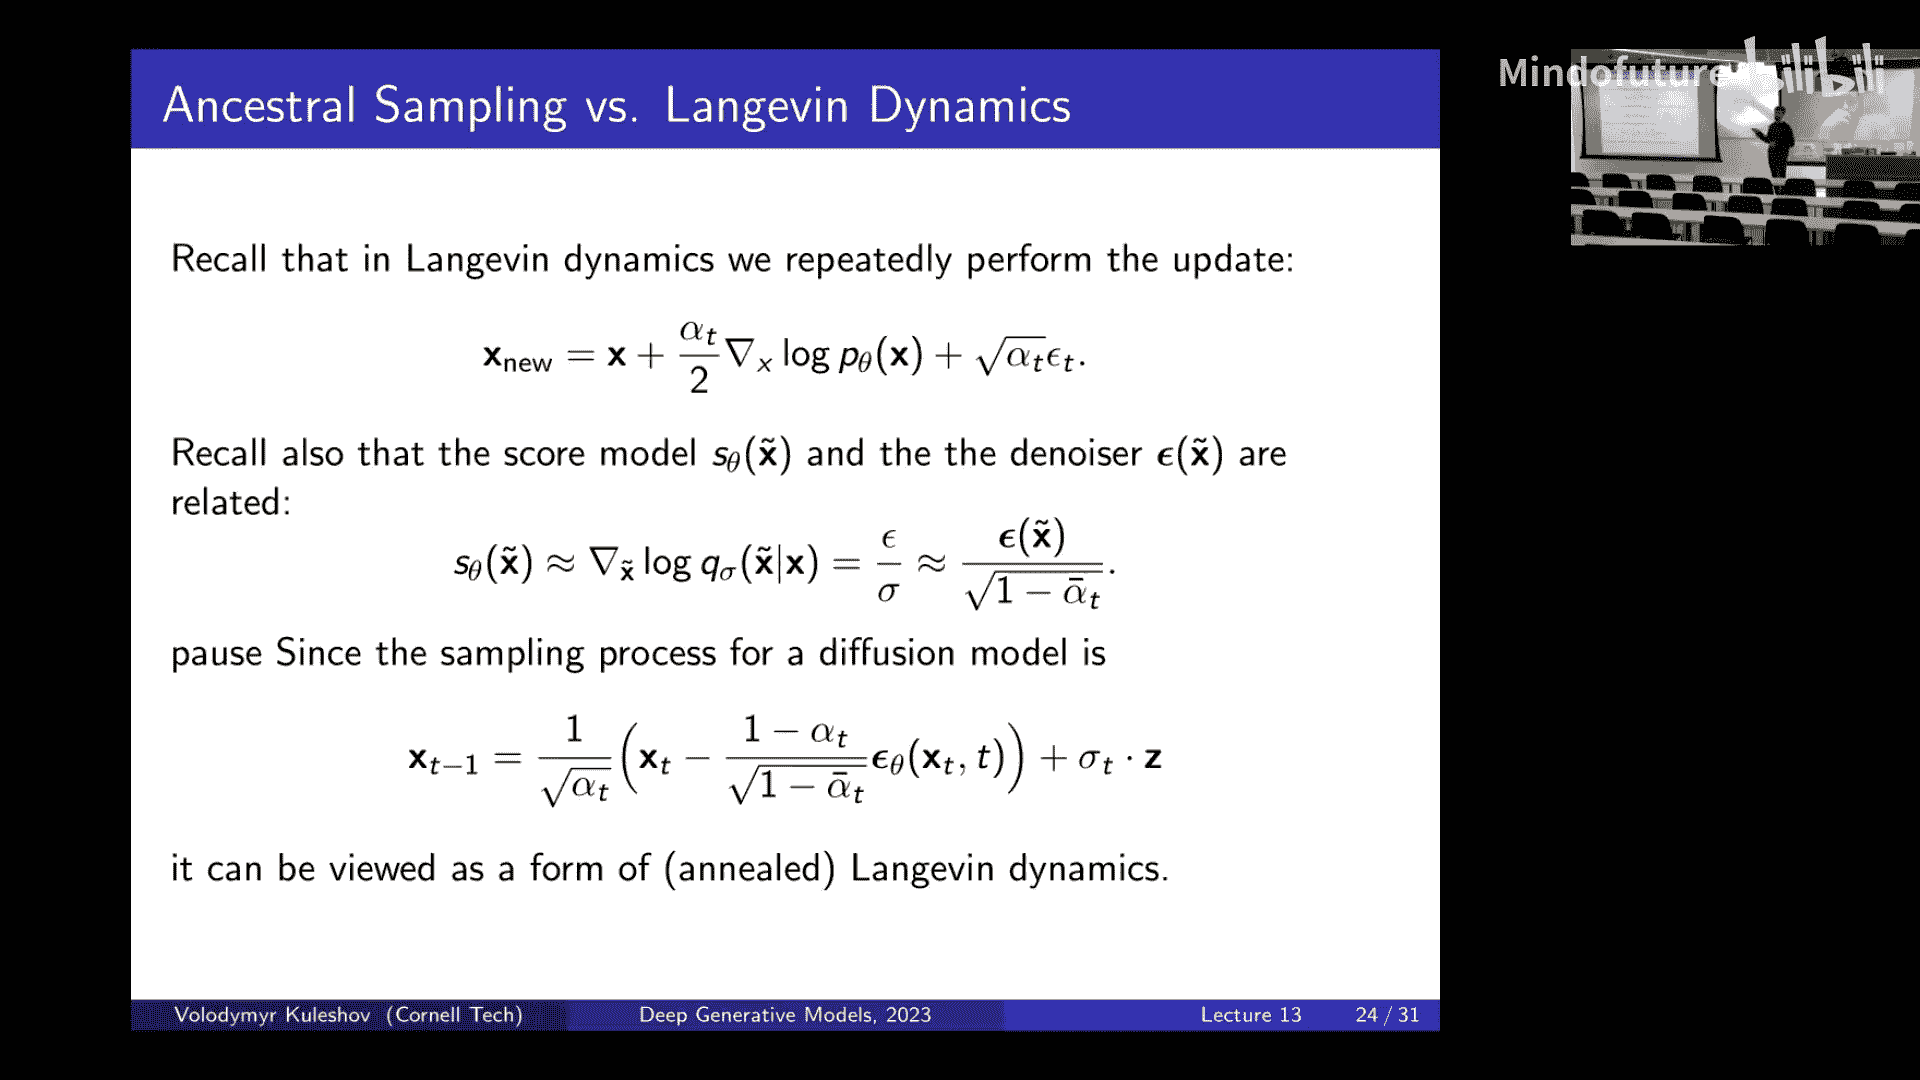 Mindofuture bilibili
Ancestral Sampling vs. Langevin Dynamics
Recall that in Langevin dynamics we repeatedly perform the update:
x_new = x + α_t/2 ∇_x log p_θ(x) + √α_t ϵ_t.
Recall also that the score model s_θ(x̃) and the the denoiser ϵ(x̃) are
related:
s_θ(x̃) ≈ ∇_x̃ log q_σ(x̃|x) = ϵ/σ ≈ ϵ(x̃)/√(1 − ᾱ_t).
pause Since the sampling process for a diffusion model is
x_{t−1} = 1/√α_t (x_t − (1 − α_t)/√(1 − ᾱ_t) ϵ_θ(x_t, t)) + σ_t · z
it can be viewed as a form of (annealed) Langevin dynamics.
Volodymyr Kuleshov (Cornell Tech) Deep Generative Models, 2023 Lecture 13 24 / 31